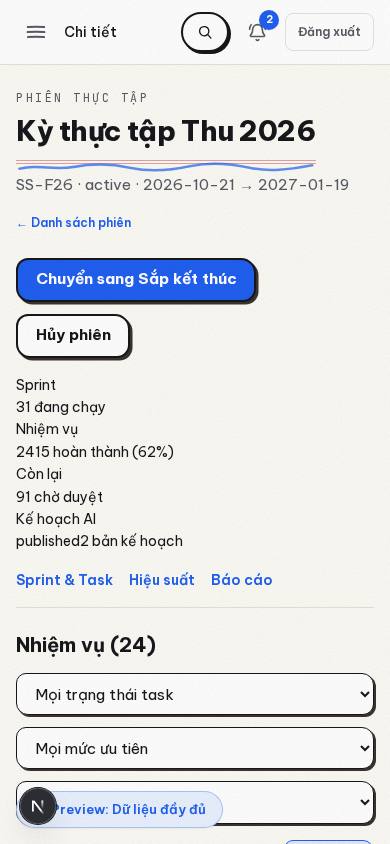 Chi tiết
2
Đăng xuất
PHIÊN THỰC TẬP
Kỳ thực tập Thu 2026
SS-F26 · active · 2026-10-21 → 2027-01-19
← Danh sách phiên
Chuyển sang Sắp kết thúc
Hủy phiên
Sprint
31 đang chạy
Nhiệm vụ
2415 hoàn thành (62%)
Còn lại
91 chờ duyệt
Kế hoạch AI
published2 bản kế hoạch
Sprint & Task Hiệu suất Báo cáo
Nhiệm vụ (24)
Mọi trạng thái task
Mọi mức ưu tiên
N
Preview: Dữ liệu đầy đủ